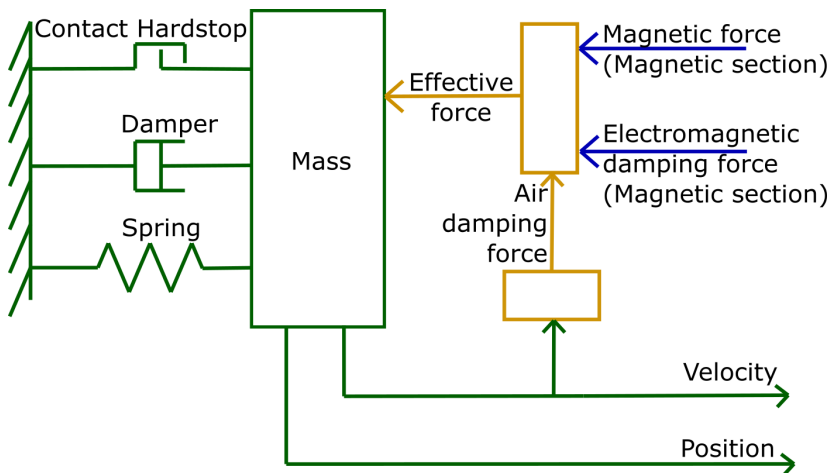 Contact Hardstop
Magnetic force
(Magnetic section)
Effective
force
Damper
Electromagnetic
damping force
(Magnetic section)
Mass
Air
damping
force
Spring
Velocity
Position